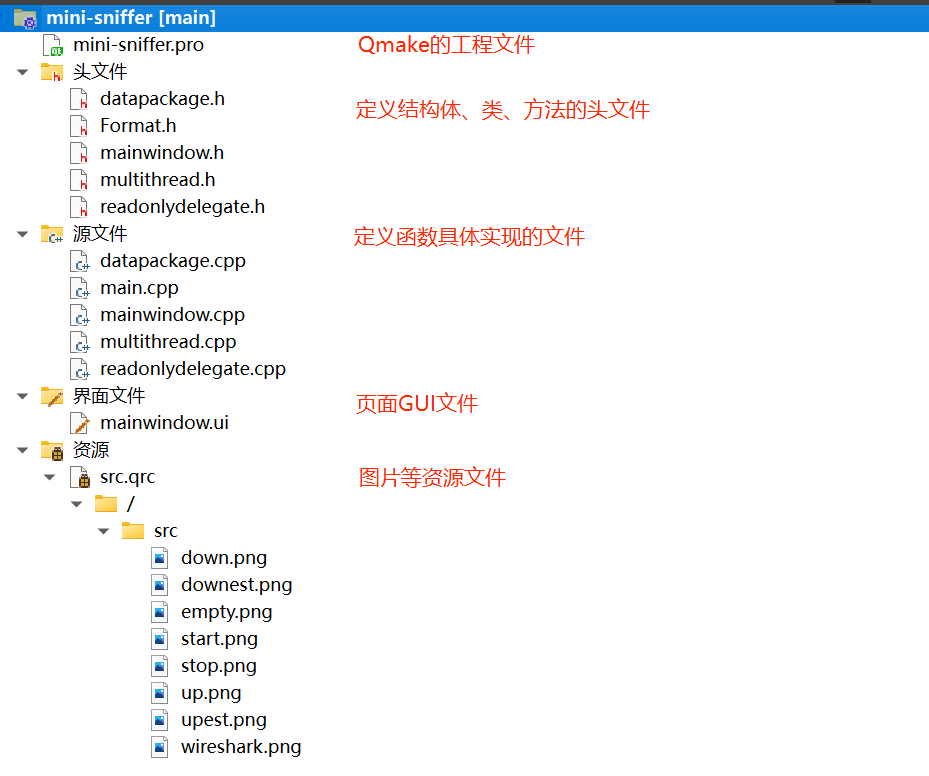 mini-sniffer [main]
mini-sniffer.pro Qmake的工程文件
头文件
datapackage.h 定义结构体、类、方法的头文件
Format.h
mainwindow.h
multithread.h
readonlydelegate.h
源文件 定义函数具体实现的文件
datapackage.cpp
main.cpp
mainwindow.cpp
multithread.cpp
readonlydelegate.cpp
界面文件 页面GUI文件
mainwindow.ui
资源
src.qrc 图片等资源文件
/
src
down.png
downest.png
empty.png
start.png
stop.png
up.png
upest.png
wireshark.png